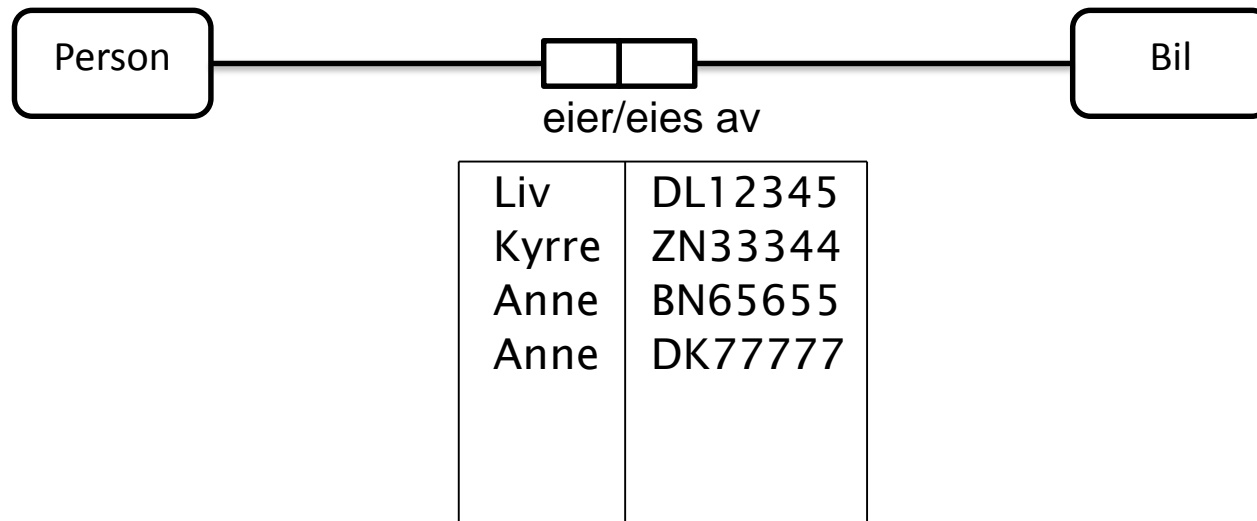 Person
Bil
eier/eies av
Liv DL12345
Kyrre ZN33344
Anne BN65655
Anne DK77777